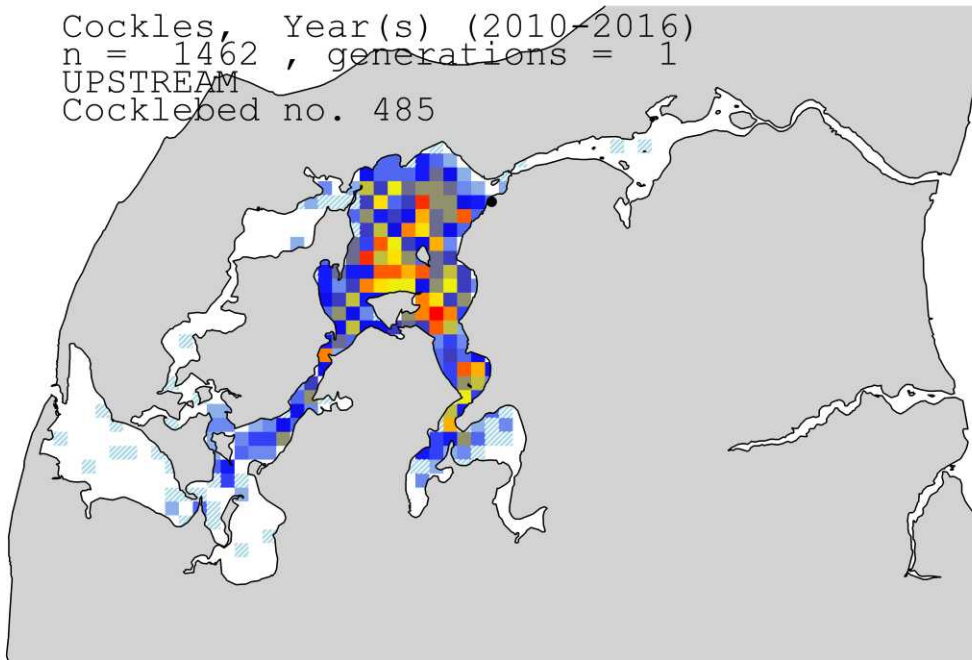 Cockles,  Year(s) (2010-2016)
n =  1462 , generations =  1
UPSTREAM
Cocklebed no. 485